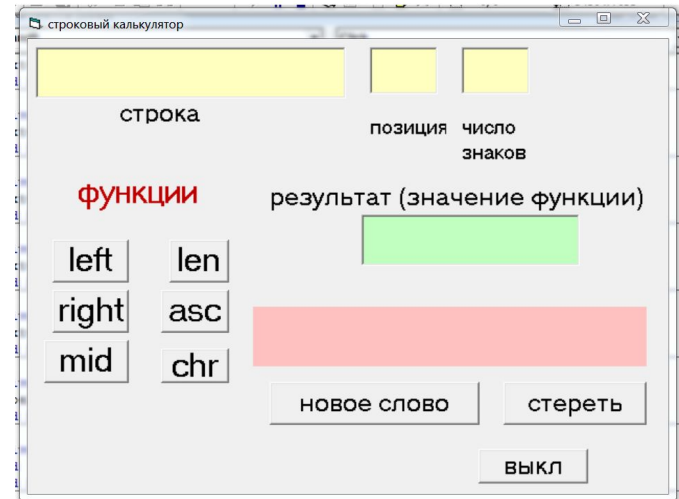 строковый калькулятор
строка
позиция
число
знаков
функции
результат (значение функции)
left
len
right
asc
mid
chr
новое слово
стереть
выкл